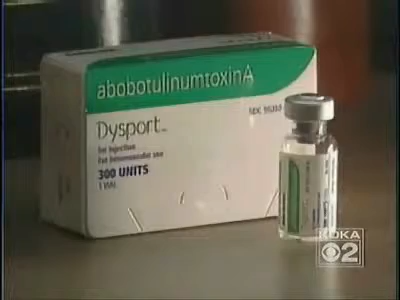 abobotulinumtoxinA
Dysport
for injection
For intramuscular use
300 UNITS
1 Vial
KDKA
2